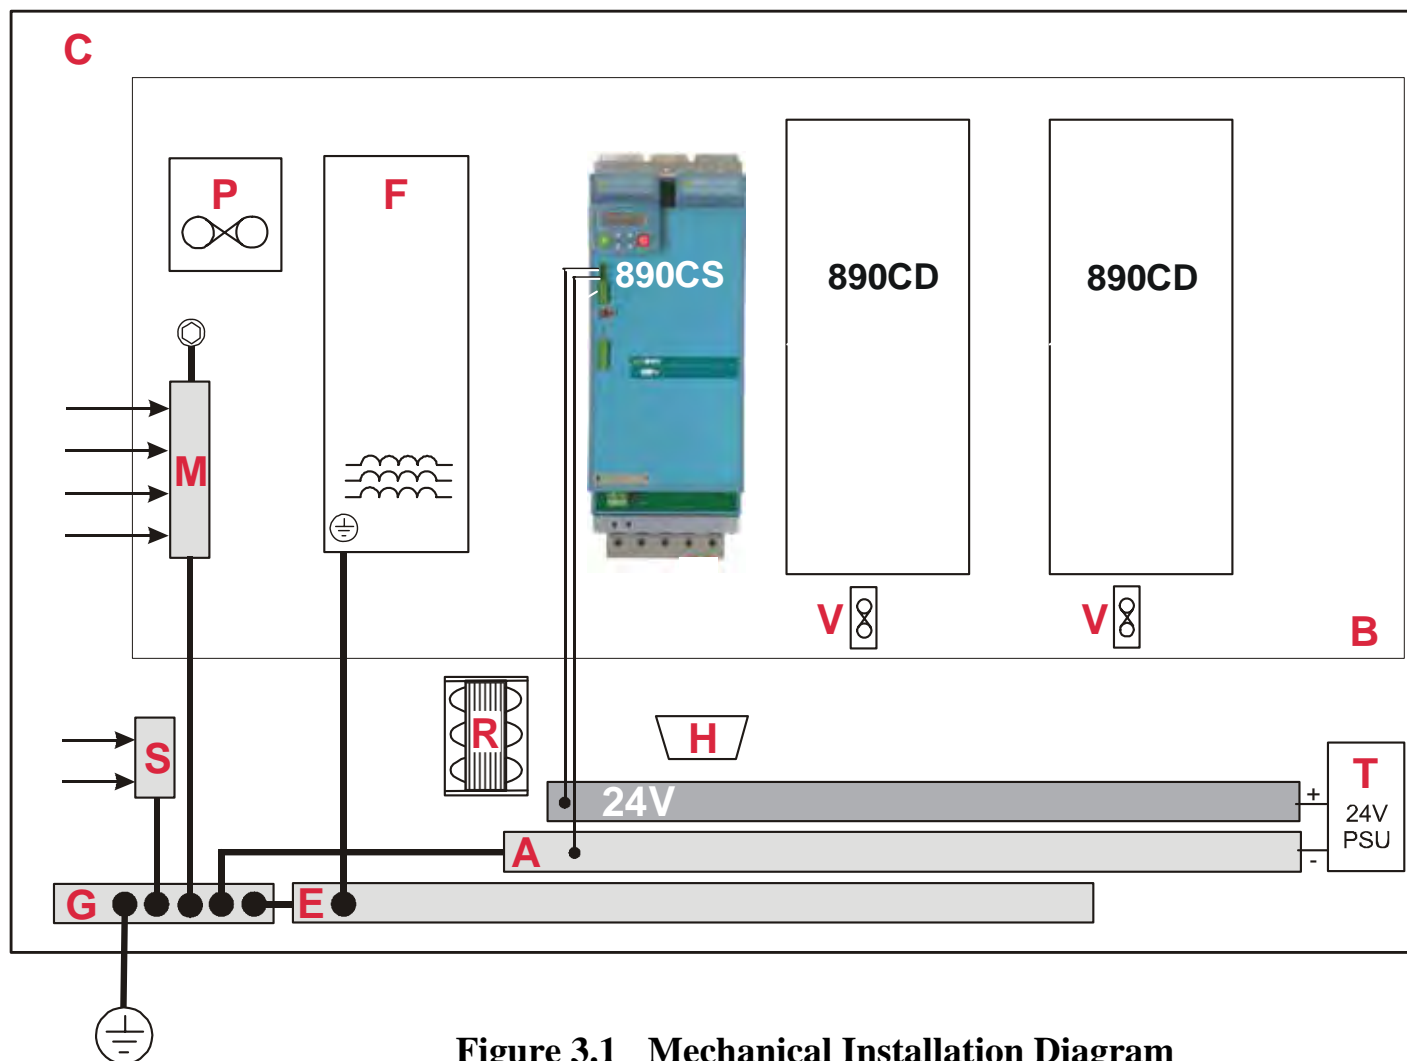 C
P
F
890CS
890CD
890CD
M
V
V
B
S
R
H
T
24V
24V
PSU
+
-
A
G
E
Figure 3.1 Mechanical Installation Diagram